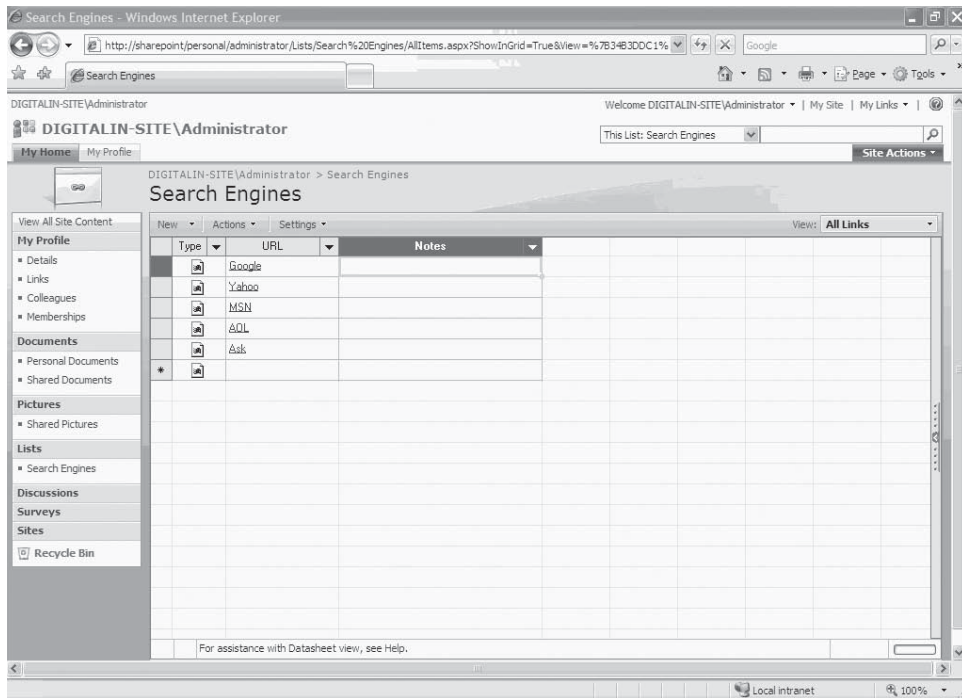 Search Engines - Windows Internet Explorer
http://sharepoint/personal/administrator/Lists/Search%20Engines/AllItems.aspx?ShowInGrid=True&View=%7B34B3DDC1%
Google
Search Engines
Page
Tools
DIGITALIN-SITE\Administrator
Welcome DIGITALIN-SITE\Administrator | My Site | My Links
DIGITALIN-SITE\Administrator
This List: Search Engines
My Home My Profile
Site Actions
DIGITALIN-SITE\Administrator > Search Engines
Search Engines
View All Site Content
My Profile
Details
Links
Colleagues
Memberships
Documents
Personal Documents
Shared Documents
Pictures
Shared Pictures
Lists
Search Engines
Discussions
Surveys
Sites
Recycle Bin
New Actions Settings
View: All Links
Type URL Notes
Google
Yahoo
MSN
AOL
Ask
For assistance with Datasheet view, see Help.
Local intranet
100%